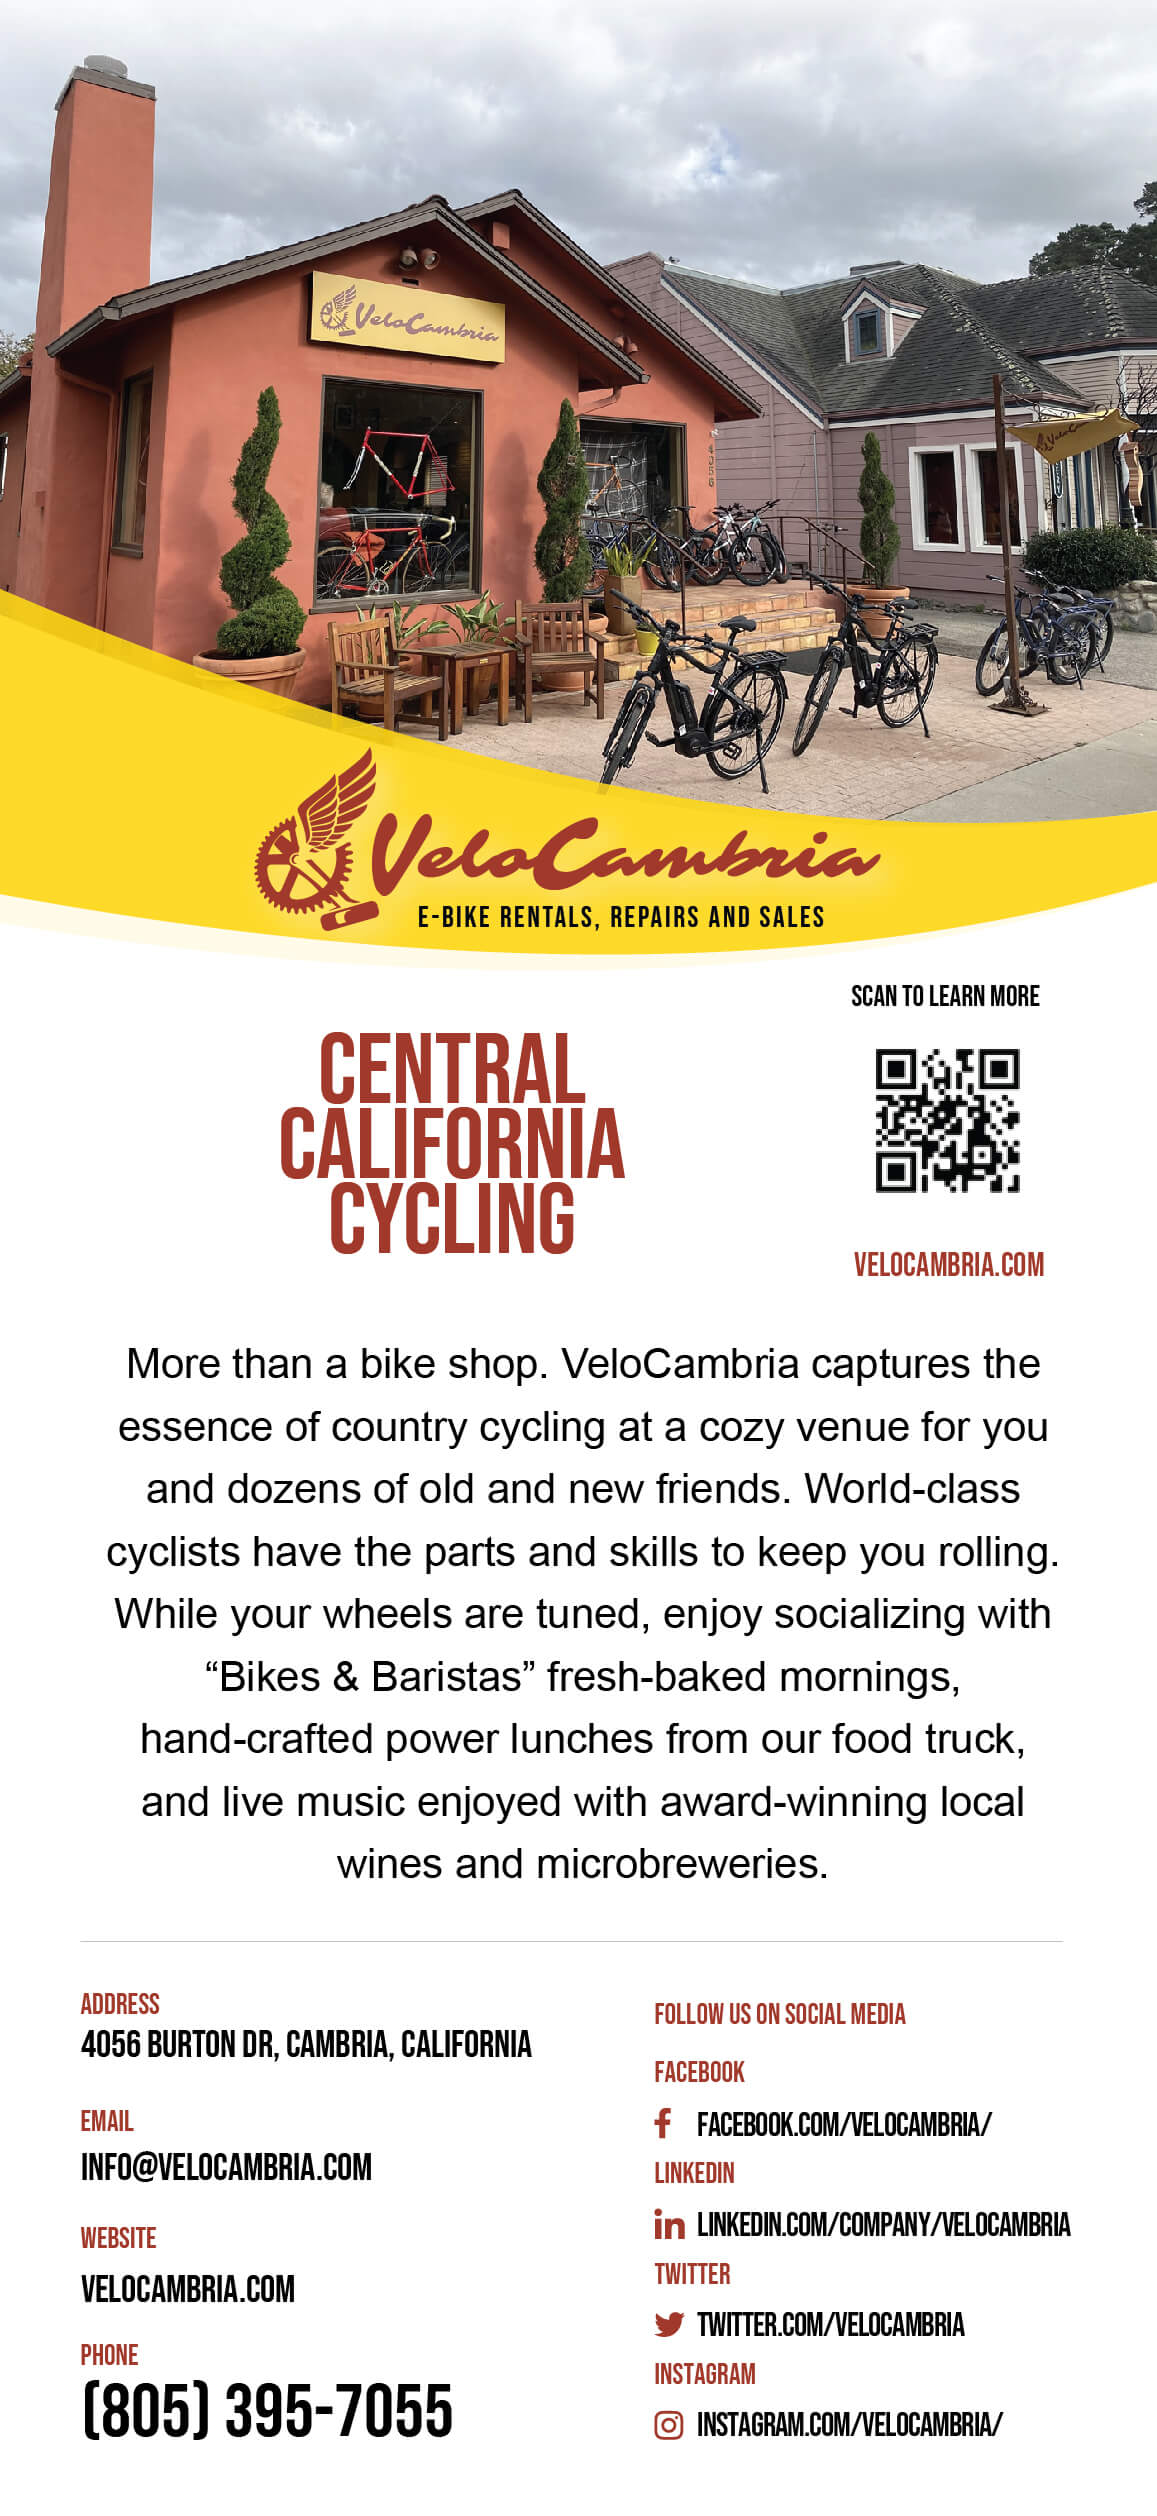 VeloCambria
4056
VeloCambria
VeloCambria
E-BIKE RENTALS, REPAIRS AND SALES
SCAN TO LEARN MORE
CENTRAL
CALIFORNIA
CYCLING
VELOCAMBRIA.COM
More than a bike shop. VeloCambria captures the
essence of country cycling at a cozy venue for you
and dozens of old and new friends. World-class
cyclists have the parts and skills to keep you rolling.
While your wheels are tuned, enjoy socializing with
“Bikes & Baristas” fresh-baked mornings,
hand-crafted power lunches from our food truck,
and live music enjoyed with award-winning local
wines and microbreweries.
ADDRESS
4056 BURTON DR, CAMBRIA, CALIFORNIA
EMAIL
INFO@VELOCAMBRIA.COM
WEBSITE
VELOCAMBRIA.COM
PHONE
(805) 395-7055
FOLLOW US ON SOCIAL MEDIA
FACEBOOK
FACEBOOK.COM/VELOCAMBRIA/
LINKEDIN
LINKEDIN.COM/COMPANY/VELOCAMBRIA
TWITTER
TWITTER.COM/VELOCAMBRIA
INSTAGRAM
INSTAGRAM.COM/VELOCAMBRIA/